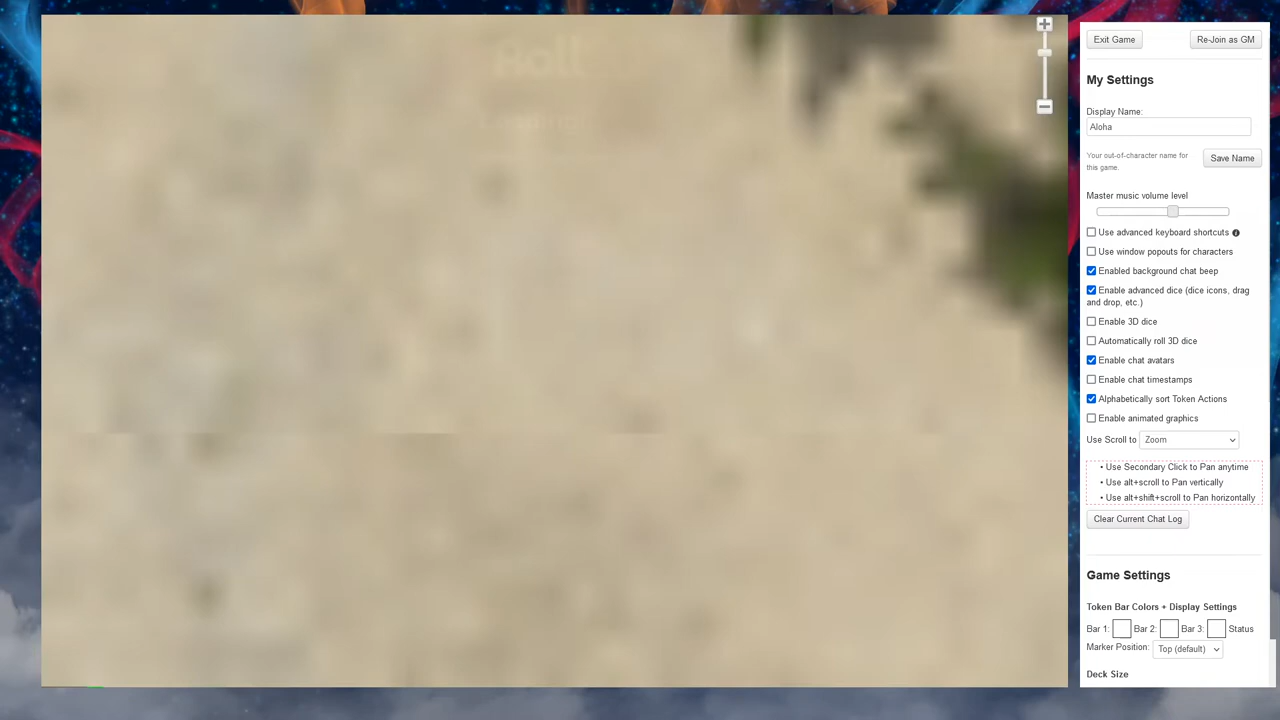 Exit Game
Re-Join as GM
My Settings
Display Name:
Aloha
Your out-of-character name for
this game.
Save Name
Master music volume level
Use advanced keyboard shortcuts
Use window popouts for characters
Enabled background chat beep
Enable advanced dice (dice icons, drag
and drop, etc.)
Enable 3D dice
Automatically roll 3D dice
Enable chat avatars
Enable chat timestamps
Alphabetically sort Token Actions
Enable animated graphics
Use Scroll to Zoom
• Use Secondary Click to Pan anytime
• Use alt+scroll to Pan vertically
• Use alt+shift+scroll to Pan horizontally
Clear Current Chat Log
Game Settings
Token Bar Colors + Display Settings
Bar 1: Bar 2: Bar 3: Status
Marker Position: Top (default)
Deck Size